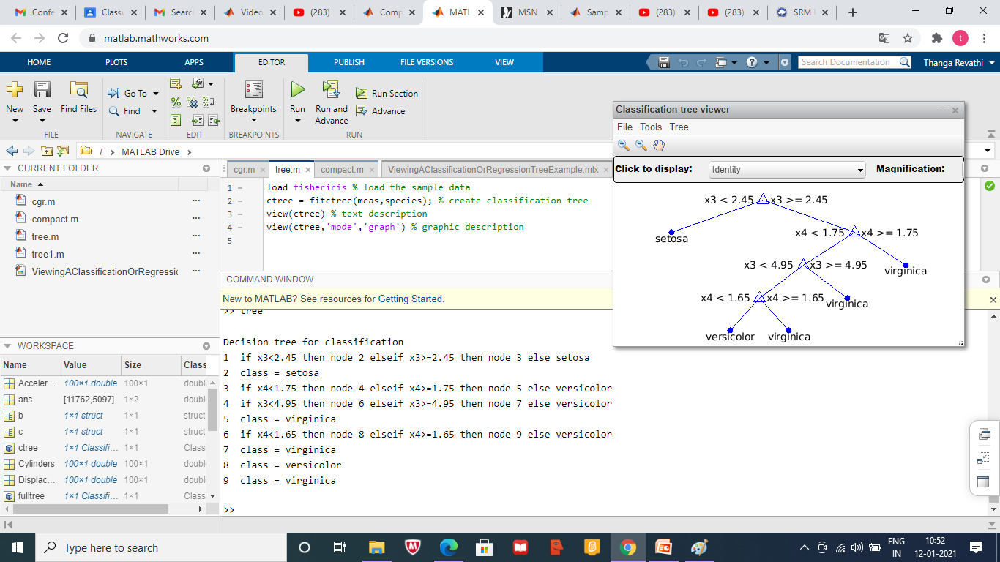 Confe
Classw
Search
Video
(283)
Comp
MATL
MSN
Samp
(283)
(283)
SRM
matlab.mathworks.com
t
HOME PLOTS APPS EDITOR PUBLISH FILE VERSIONS VIEW
Search Documentation
Thanga Revathi
New Save Find Files
Go To
Find
Breakpoints
Run Run and Advance
Run Section
Advance
FILE NAVIGATE EDIT BREAKPOINTS RUN
/ MATLAB Drive
CURRENT FOLDER
Name
cgr.m
compact.m
tree.m
tree1.m
ViewingAClassificationOrRegressic
cgr.m tree.m compact.m ViewingAClassificationOrRegressionTreeExample.mlx
1 load fisheriris % load the sample data
2 ctree = fitctree(meas,species); % create classification tree
3 view(ctree) % text description
4 view(ctree,'mode','graph') % graphic description
5
COMMAND WINDOW
New to MATLAB? See resources for Getting Started.
>> tree
Decision tree for classification
1 if x3<2.45 then node 2 elseif x3>=2.45 then node 3 else setosa
2 class = setosa
3 if x4<1.75 then node 4 elseif x4>=1.75 then node 5 else versicolor
4 if x3<4.95 then node 6 elseif x3>=4.95 then node 7 else versicolor
5 class = virginica
6 if x4<1.65 then node 8 elseif x4>=1.65 then node 9 else versicolor
7 class = virginica
8 class = versicolor
9 class = virginica
>>
WORKSPACE
Name Value Size Class
Acceler... 100×1 double 100×1 doubl
ans [11762,5097] 1×2 doubl
b 1×1 struct 1×1 struct
c 1×1 struct 1×1 struct
ctree 1×1 Classifi... 1×1 Class
Cylinders 100×1 double 100×1 doubl
Displac... 100×1 double 100×1 doubl
fulltree 1×1 Classifi... 1×1 Class
Classification tree viewer
File Tools Tree
Click to display: Identity Magnification:
x3 < 2.45 x3 >= 2.45
setosa
x4 < 1.75 x4 >= 1.75
x3 < 4.95 x3 >= 4.95
virginica
x4 < 1.65 x4 >= 1.65
virginica
versicolor virginica
Type here to search
ENG
IN
10:52
12-01-2021